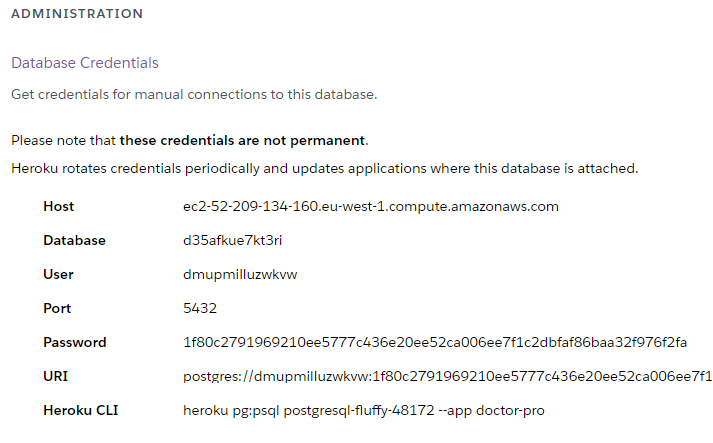 ADMINISTRATION
Database Credentials
Get credentials for manual connections to this database.
Please note that these credentials are not permanent.
Heroku rotates credentials periodically and updates applications where this database is attached.
Host ec2-52-209-134-160.eu-west-1.compute.amazonaws.com
Database d35afkue7kt3ri
User dmupmilluzwkvw
Port 5432
Password 1f80c2791969210ee5777c436e20ee52ca006ee7f1c2dbfaf86baa32f976f2fa
URI postgres://dmupmilluzwkvw:1f80c2791969210ee5777c436e20ee52ca006ee7f1
Heroku CLI heroku pg:psql postgresql-fluffy-48172 --app doctor-pro